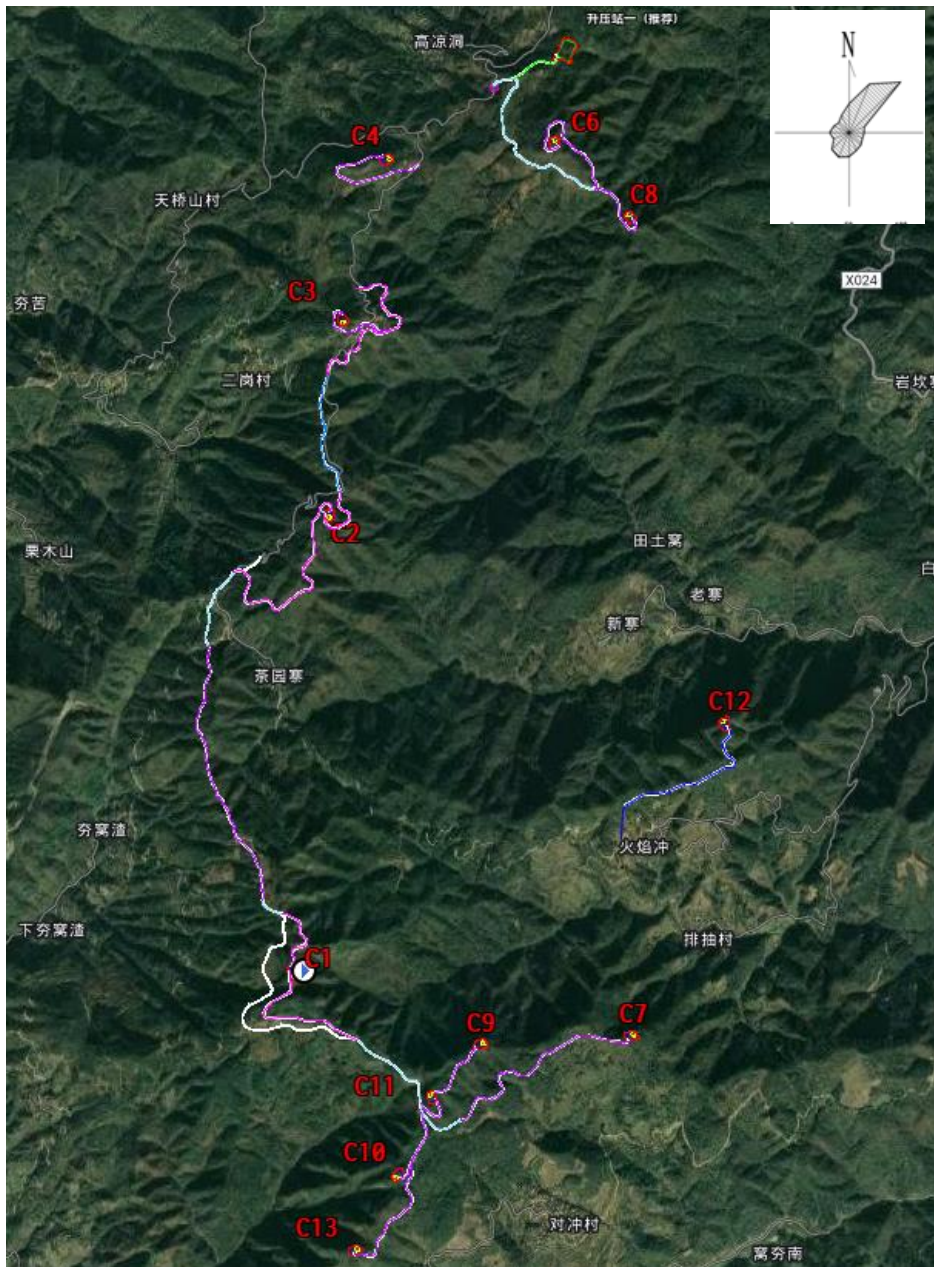 升压站一（推荐）
高凉洞
N
C6
C4
天桥山村
C8
X024
C3
夯苦
二岗村
岩坎寨
C2
栗木山
田土窝
白
老寨
新寨
茶园寨
C12
夯窝渣
火焰冲
下夯窝渣
排抽村
C1
C9
C7
C11
C10
C13
对冲村
窝夯南